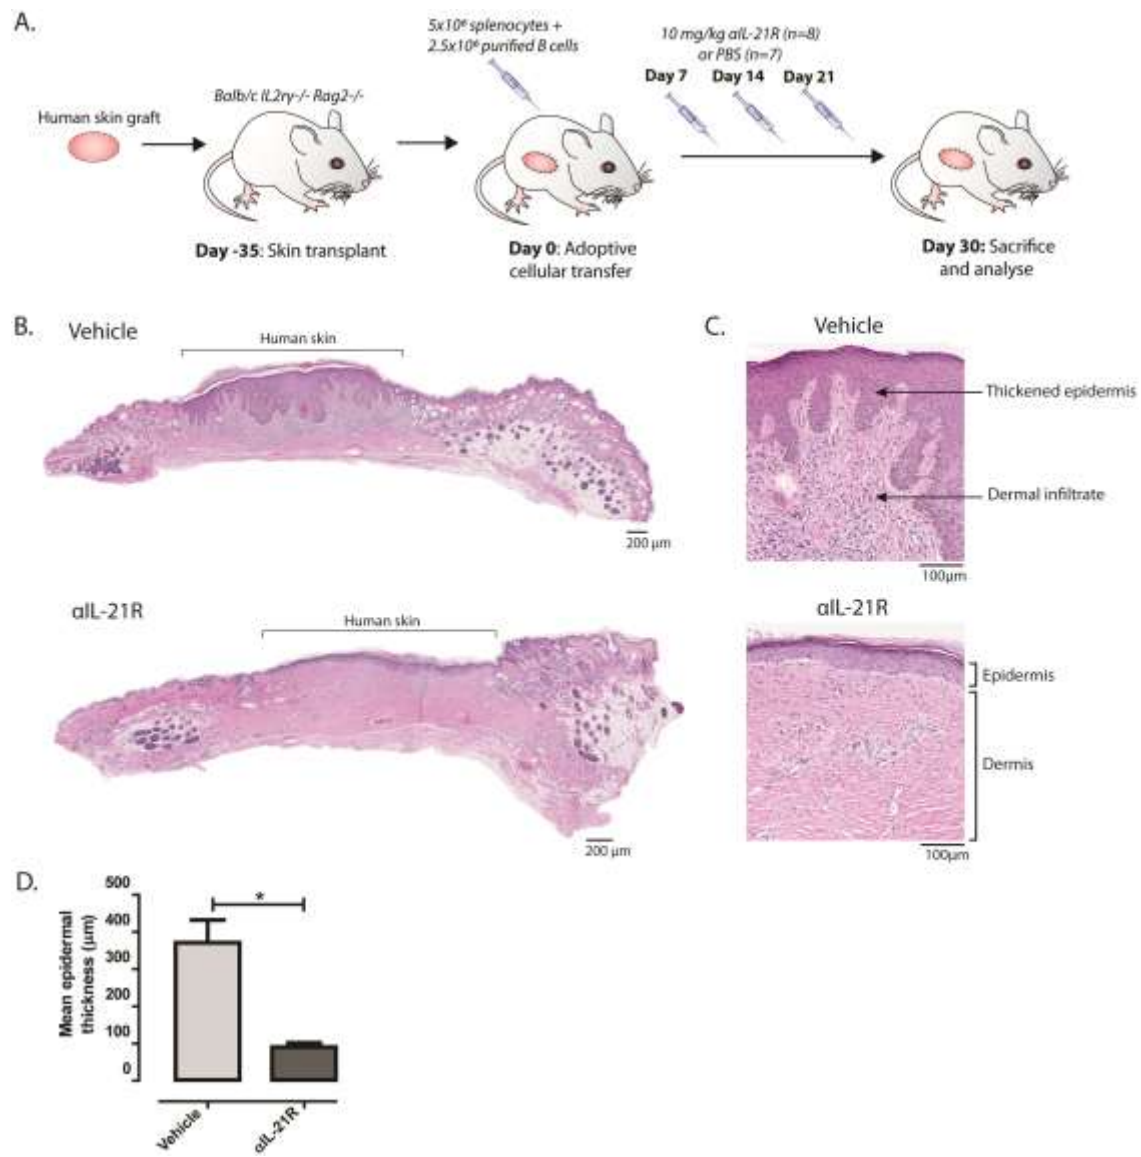 A.
Human skin graft
Balb/c IL2rγ-/- Rag2-/-
Day -35: Skin transplant
5x10⁶ splenocytes +
2.5x10⁶ purified B cells
Day 0: Adoptive
cellular transfer
10 mg/kg αIL-21R (n=8)
or PBS (n=7)
Day 7 Day 14 Day 21
Day 30: Sacrifice
and analyse
B.
Vehicle
Human skin
200 μm
αIL-21R
Human skin
200 μm
C.
Vehicle
Thickened epidermis
Dermal infiltrate
100μm
αIL-21R
Epidermis
Dermis
100μm
D.
Mean epidermal
thickness (μm)
500
400
300
200
100
0
*
Vehicle
αIL-21R